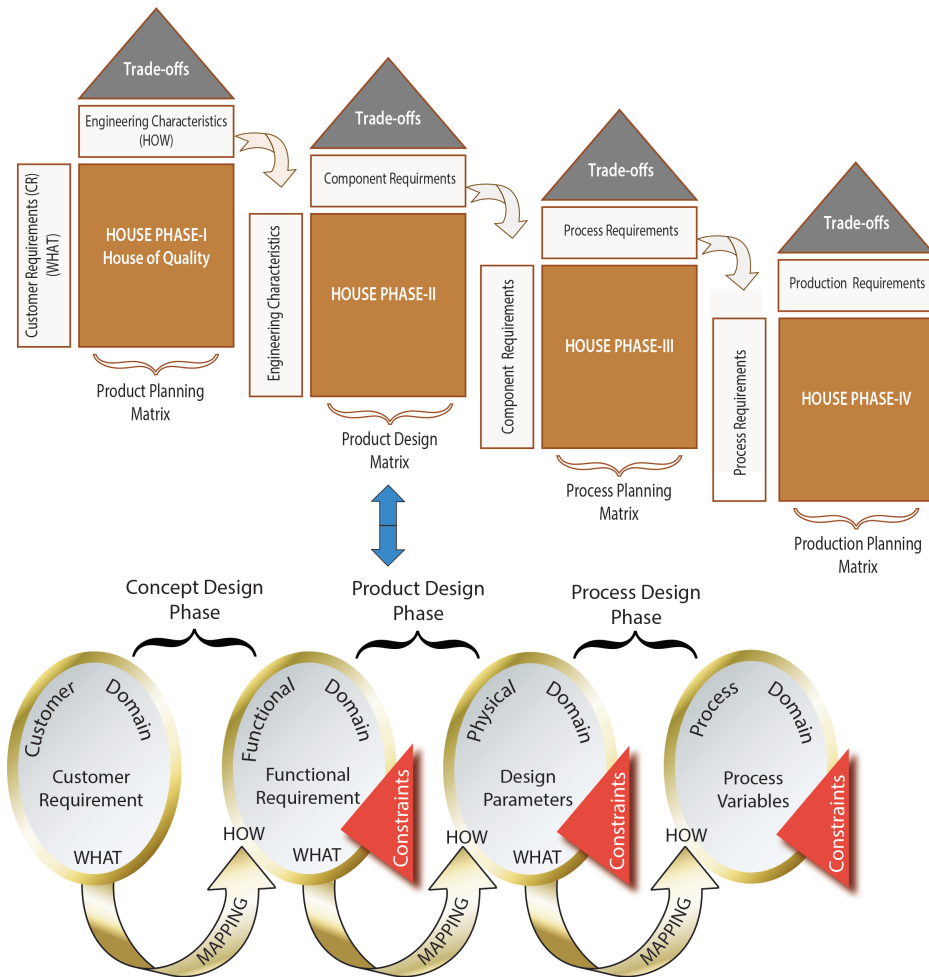 Trade-offs
Engineering Characteristics
(HOW)
Customer Requirements (CR)
(WHAT)
HOUSE PHASE-I
House of Quality
Product Planning
Matrix
Trade-offs
Component Requirments
Engineering Characteristics
HOUSE PHASE-II
Product Design
Matrix
Trade-offs
Process Requirements
Component Requirements
HOUSE PHASE-III
Process Planning
Matrix
Trade-offs
Production Requirements
Process Requirements
HOUSE PHASE-IV
Production Planning
Matrix
Concept Design
Phase
Product Design
Phase
Process Design
Phase
Customer Domain
Customer
Requirement
WHAT
MAPPING
HOW
Functional Domain
Functional
Requirement
WHAT
Constraints
MAPPING
HOW
Physical Domain
Design
Parameters
WHAT
Constraints
MAPPING
HOW
Process Domain
Process
Variables
Constraints